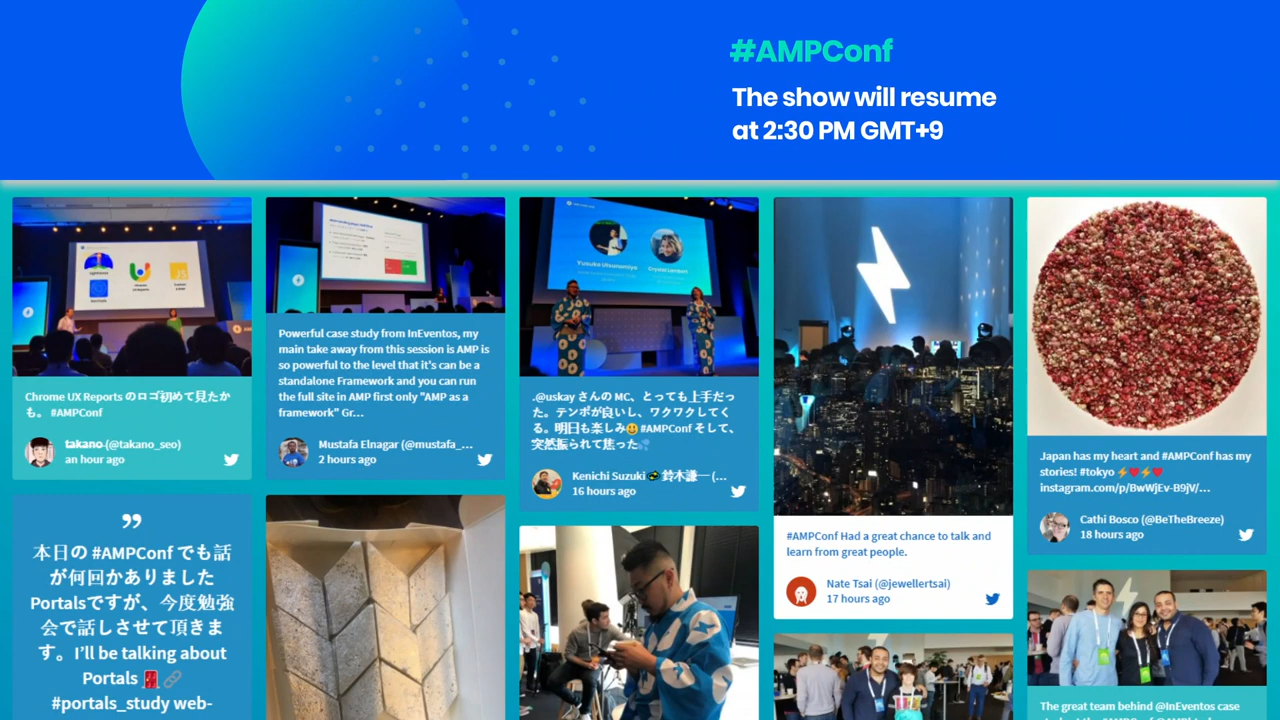 #AMPConf
The show will resume
at 2:30 PM GMT+9
Chrome UX Reports のロゴ初めて見たか
も。 #AMPConf
takano (@takano_seo)
an hour ago
Powerful case study from InEventos, my
main take away from this session is AMP is
so powerful to the level that it's can be a
standalone Framework and you can run
the full site in AMP first only "AMP as a
framework" Gr...
Mustafa Elnagar (@mustafa_...
2 hours ago
Yusuke Utsunomiya
Crystal Lambert
.@uskay さんの MC、とっても上手だっ
た。テンポが良いし、ワクワクしてく
る。明日も楽しみ😃 #AMPConf そして、
突然振られて焦った💦
Kenichi Suzuki 鈴木謙一 (...
16 hours ago
#AMPConf Had a great chance to talk and
learn from great people.
Nate Tsai (@jewellertsai)
17 hours ago
Japan has my heart and #AMPConf has my
stories! #tokyo ⚡❤️⚡❤️
instagram.com/p/BwWjEv-B9jV/...
Cathi Bosco (@BeTheBreeze)
18 hours ago
”
本日の #AMPConf でも話
が何回かありました
Portalsですが、今度勉強
会で話しさせて頂きま
す。I'll be talking about
Portals 🚪🔗
#portals_study web-
The great team behind @InEventos case